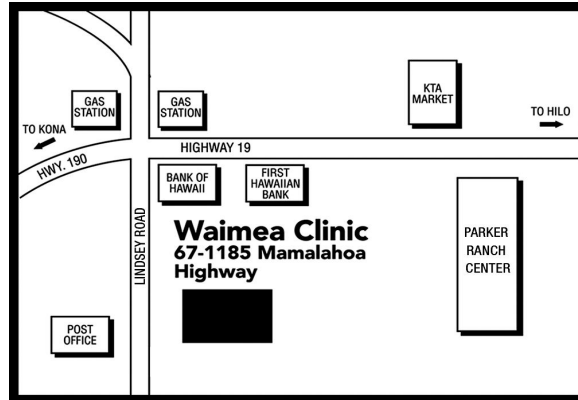 GAS
STATION
GAS
STATION
KTA
MARKET
TO KONA
TO HILO
HIGHWAY 19
HWY. 190
BANK OF
HAWAII
FIRST
HAWAIIAN
BANK
LINDSEY ROAD
Waimea Clinic
67-1185 Mamalahoa
Highway
PARKER
RANCH
CENTER
POST
OFFICE